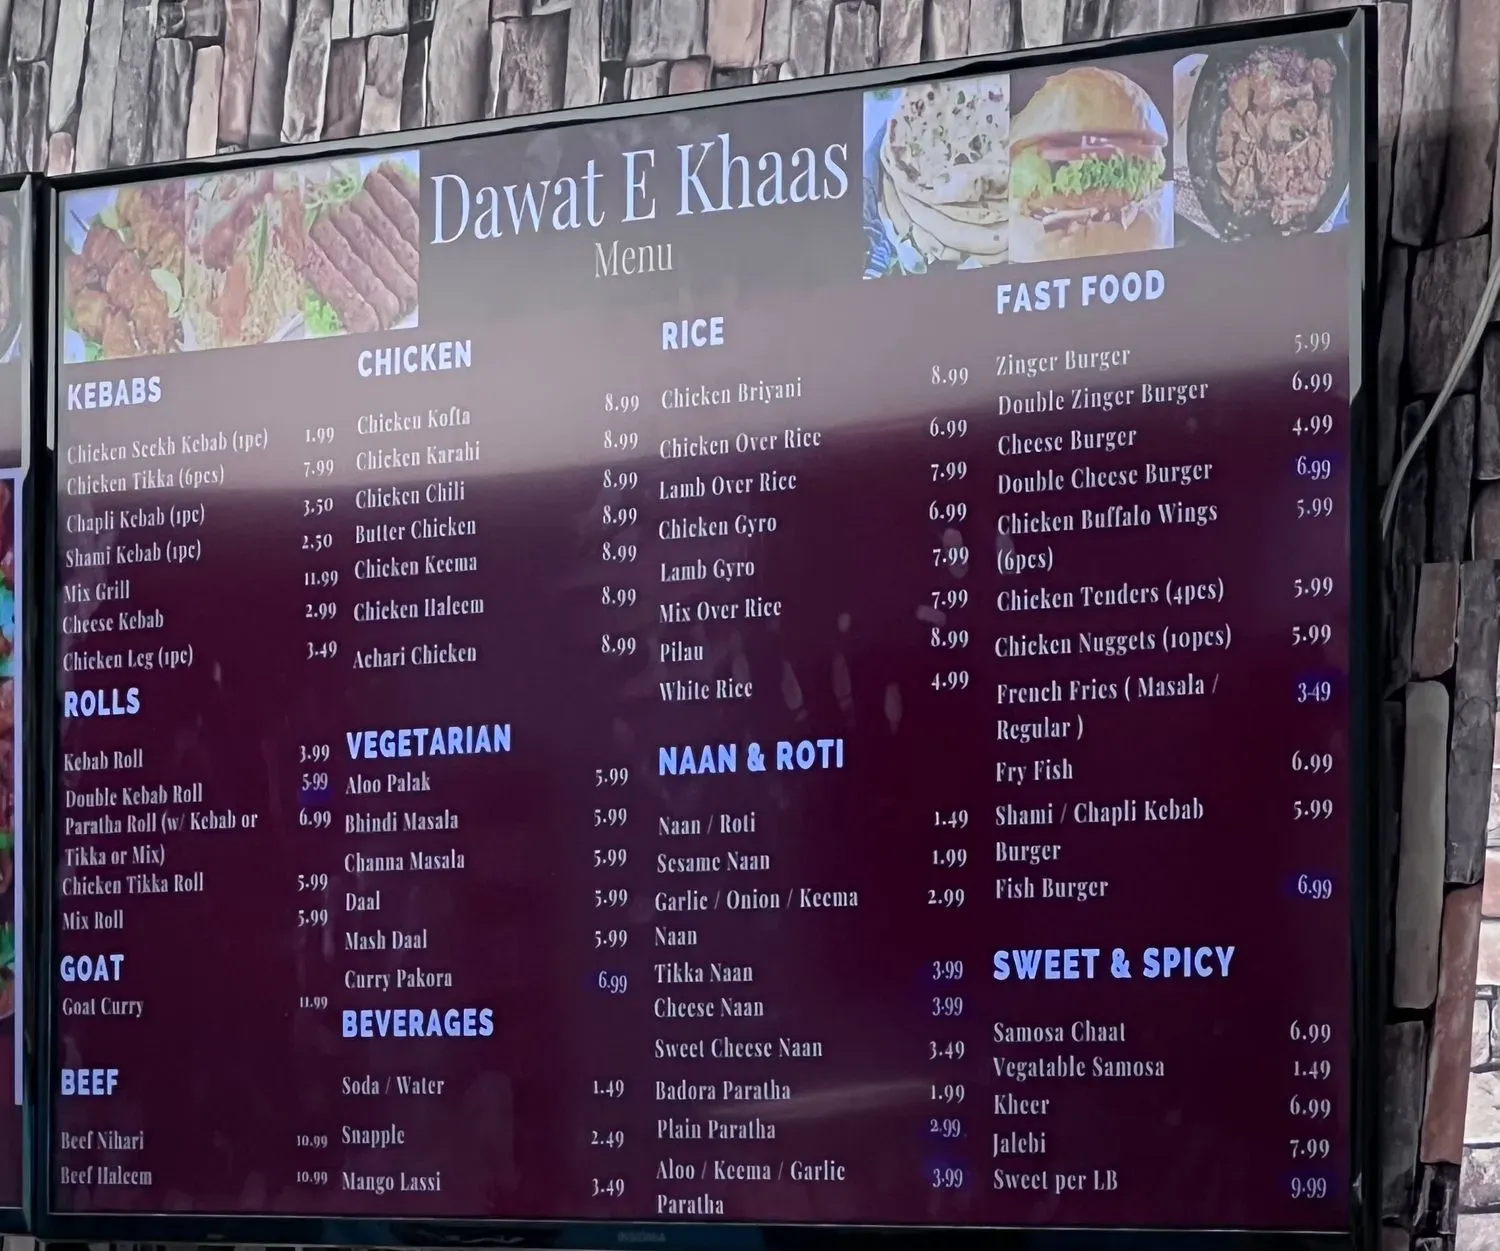 Dawat E Khaas
Menu
KEBABS
Chicken Seekh Kebab (1pc) 1.99
Chicken Tikka (6pcs) 7.99
Chapli Kebab (1pc) 3.50
Shami Kebab (1pc) 2.50
Mix Grill 11.99
Cheese Kebab 2.99
Chicken Leg (1pc) 3.49
ROLLS
Kebab Roll 3.99
Double Kebab Roll 5.99
Paratha Roll (w/ Kebab or 6.99
Tikka or Mix)
Chicken Tikka Roll 5.99
Mix Roll 5.99
GOAT
Goat Curry 11.99
BEEF
Beef Nihari 10.99
Beef Haleem 10.99
CHICKEN
Chicken Kofta 8.99
Chicken Karahi 8.99
Chicken Chili 8.99
Butter Chicken 8.99
Chicken Keema 8.99
Chicken Haleem 8.99
Achari Chicken 8.99
VEGETARIAN
Aloo Palak 5.99
Bhindi Masala 5.99
Channa Masala 5.99
Daal 5.99
Mash Daal 5.99
Curry Pakora 6.99
BEVERAGES
Soda / Water 1.49
Snapple 2.49
Mango Lassi 3.49
RICE
Chicken Briyani 8.99
Chicken Over Rice 6.99
Lamb Over Rice 7.99
Chicken Gyro 6.99
Lamb Gyro 7.99
Mix Over Rice 7.99
Pilau 8.99
White Rice 4.99
NAAN & ROTI
Naan / Roti 1.49
Sesame Naan 1.99
Garlic / Onion / Keema 2.99
Naan
Tikka Naan 3.99
Cheese Naan 3.99
Sweet Cheese Naan 3.49
Badora Paratha 1.99
Plain Paratha 2.99
Aloo / Keema / Garlic 3.99
Paratha
FAST FOOD
Zinger Burger 5.99
Double Zinger Burger 6.99
Cheese Burger 4.99
Double Cheese Burger 6.99
Chicken Buffalo Wings 5.99
(6pcs)
Chicken Tenders (4pcs) 5.99
Chicken Nuggets (10pcs) 5.99
French Fries ( Masala / 3.49
Regular )
Fry Fish 6.99
Shami / Chapli Kebab 5.99
Burger
Fish Burger 6.99
SWEET & SPICY
Samosa Chaat 6.99
Vegatable Samosa 1.49
Kheer 6.99
Jalebi 7.99
Sweet per LB 9.99
INSIGNIA